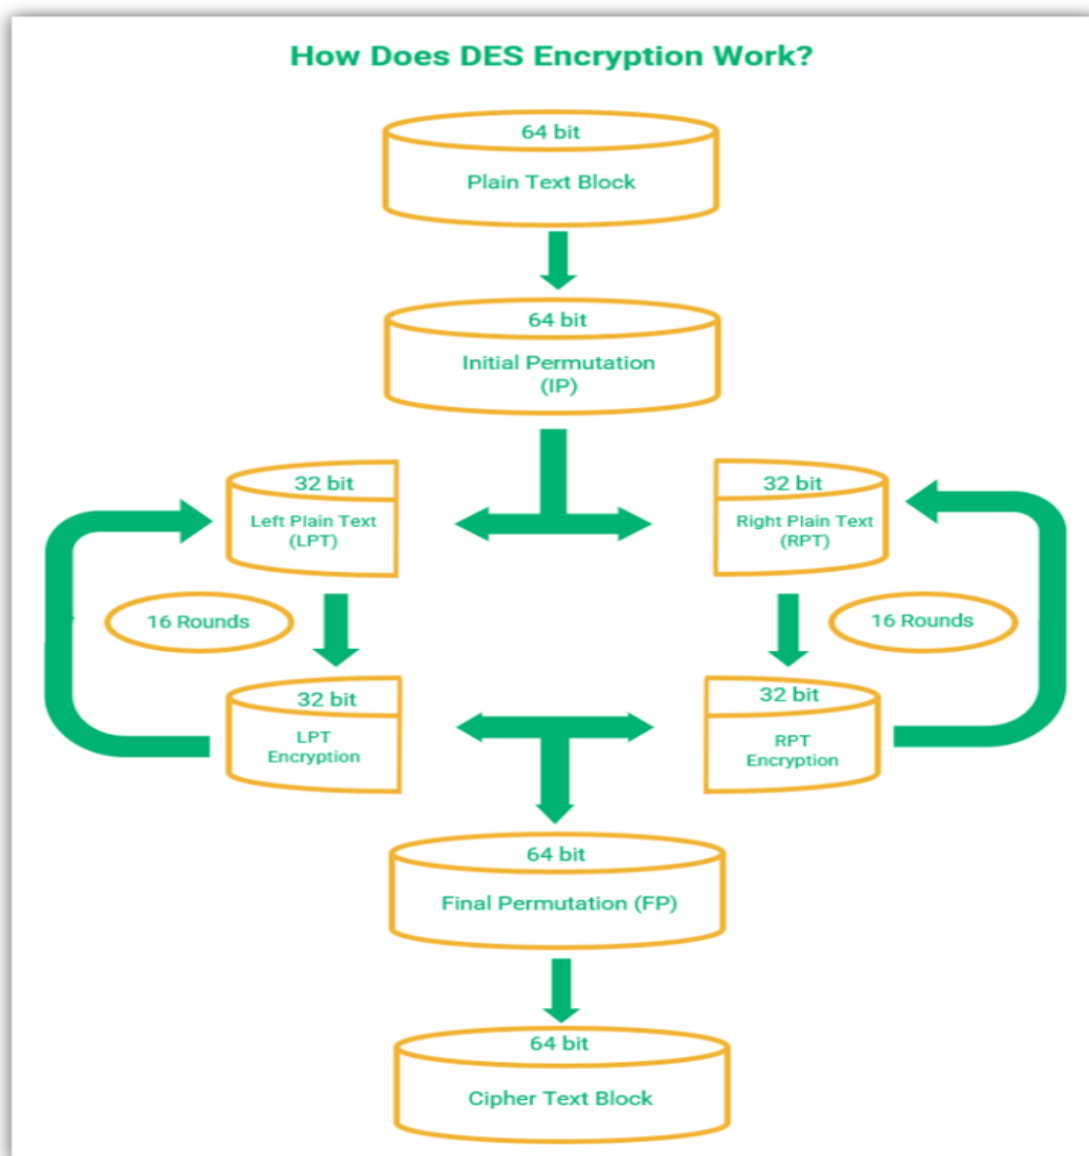 How Does DES Encryption Work?
64 bit
Plain Text Block
64 bit
Initial Permutation
(IP)
32 bit
Left Plain Text
(LPT)
32 bit
Right Plain Text
(RPT)
16 Rounds
16 Rounds
32 bit
LPT
Encryption
32 bit
RPT
Encryption
64 bit
Final Permutation (FP)
64 bit
Cipher Text Block